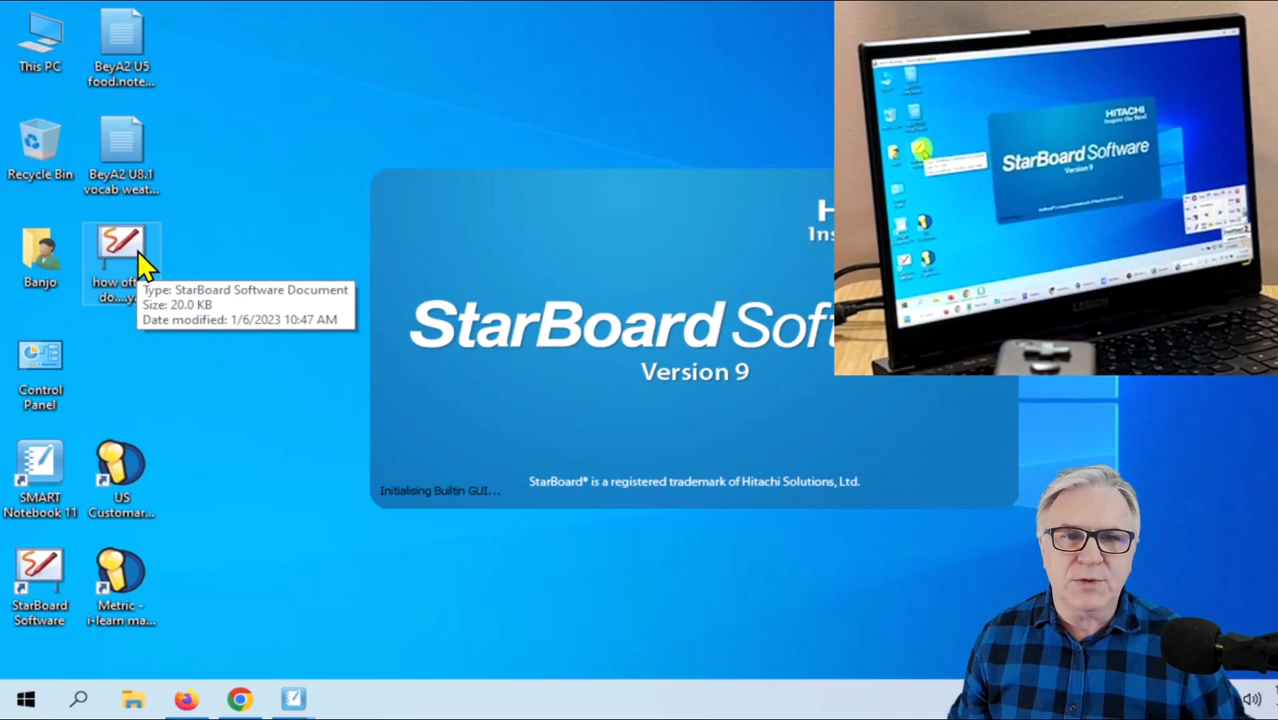 This PC
BeyA2 U5
food.note...
Recycle Bin
BeyA2 U8.1
vocab weat...
Banjo
how oft
do....y
Type: StarBoard Software Document
Size: 20.0 KB
Date modified: 1/6/2023 10:47 AM
Control
Panel
SMART
Notebook 11
US
Customar...
StarBoard
Software
Metric -
i-learn ma...
H
Ins
StarBoard Soft
Version 9
Initialising Builtin GUI...
StarBoard® is a registered trademark of Hitachi Solutions, Ltd.
HITACHI
Inspire the Next
StarBoard Software
Version 9
LEGION